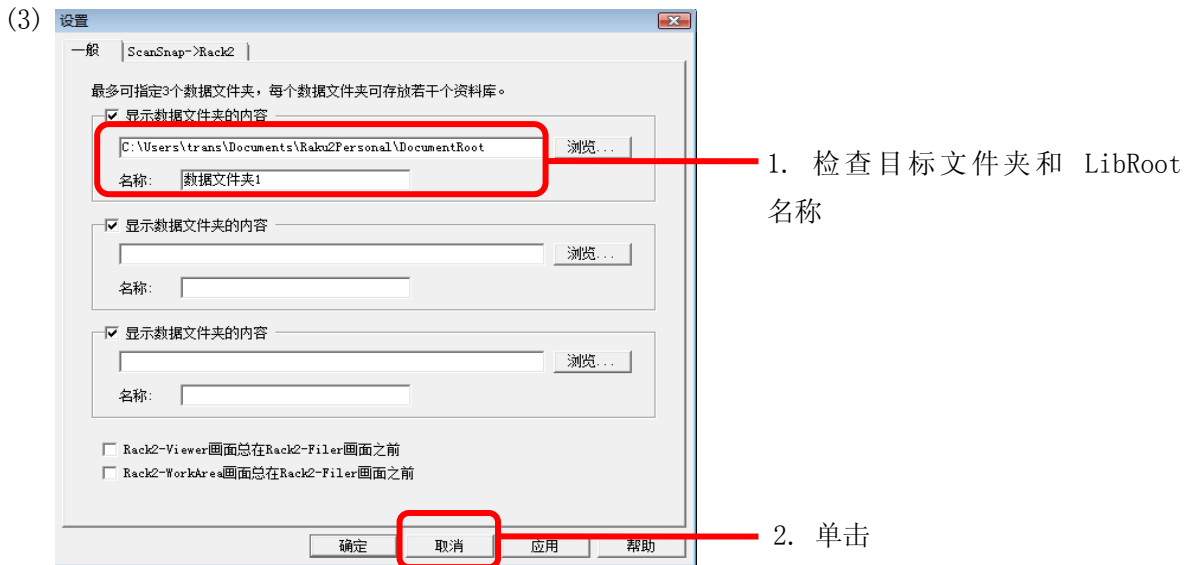 (3)
设置
一般
ScanSnap->Rack2
最多可指定3个数据文件夹，每个数据文件夹可存放若干个资料库。
显示数据文件夹的内容
C:\Users\trans\Documents\Raku2Personal\DocumentRoot
浏览...
名称:
数据文件夹1
1. 检查目标文件夹和 LibRoot
名称
显示数据文件夹的内容
浏览...
名称:
显示数据文件夹的内容
浏览...
名称:
Rack2-Viewer画面总在Rack2-Filer画面之前
Rack2-WorkArea画面总在Rack2-Filer画面之前
确定
取消
应用
帮助
2. 单击